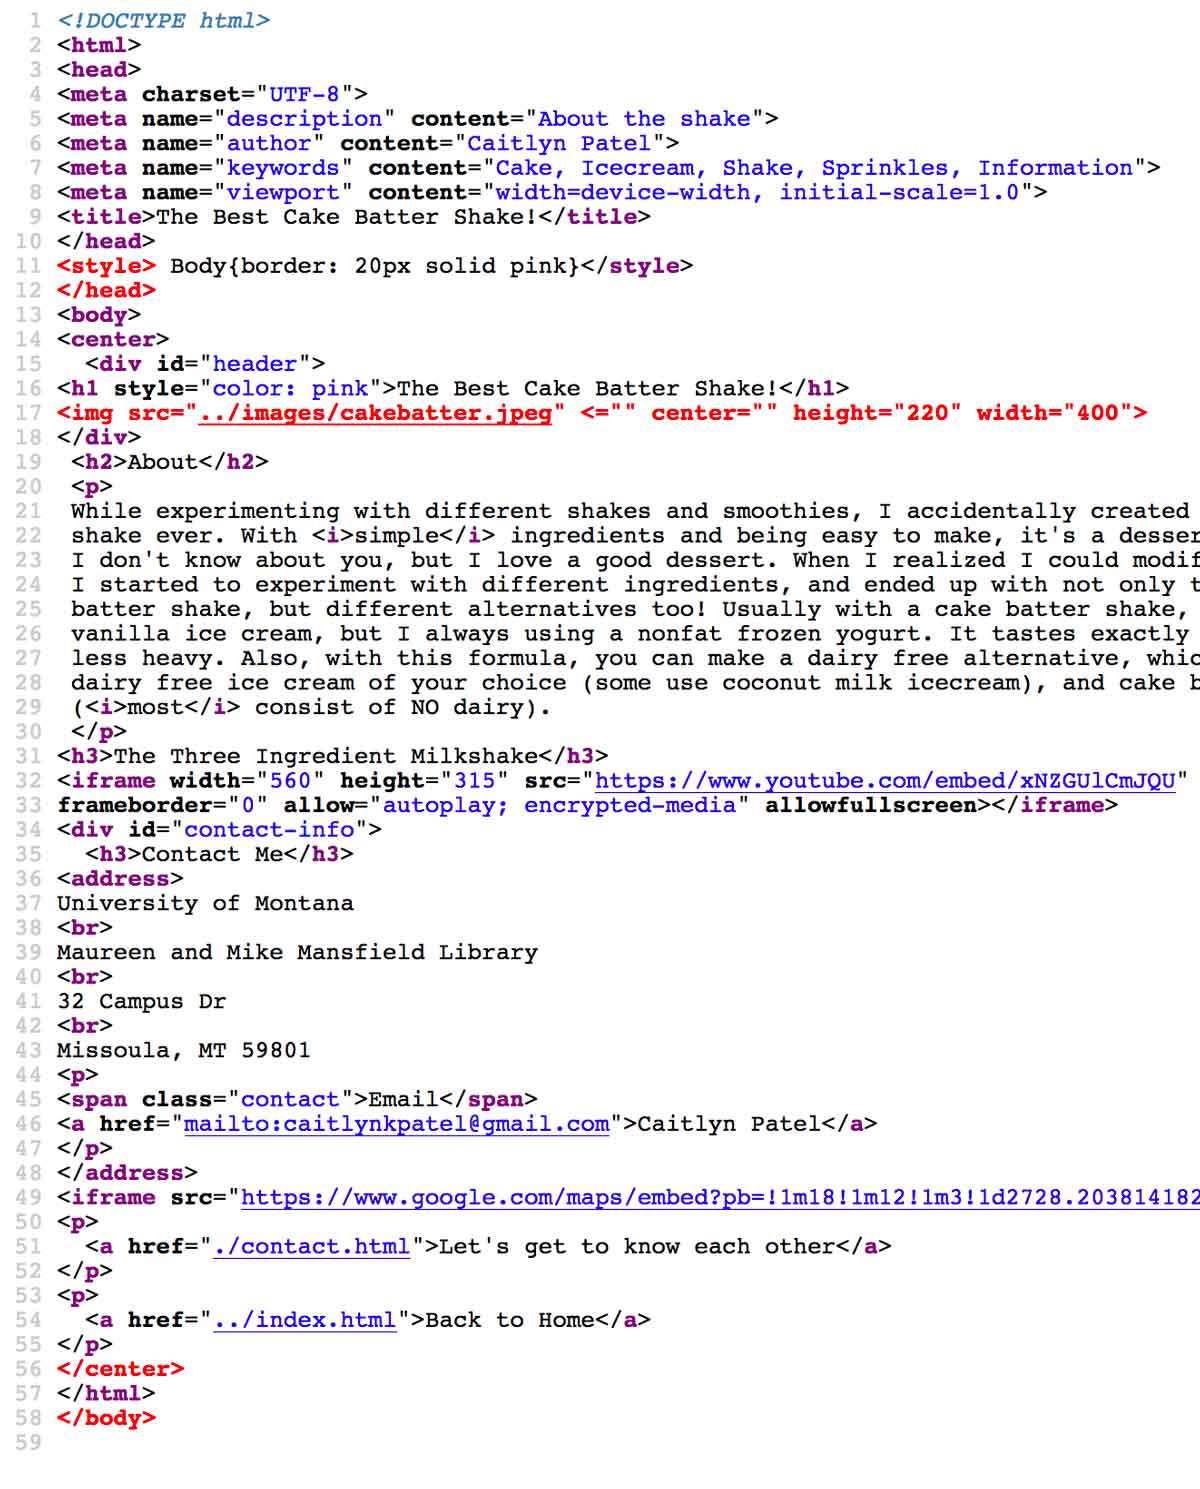 1 <!DOCTYPE html>
2 <html>
3 <head>
4 <meta charset="UTF-8">
5 <meta name="description" content="About the shake">
6 <meta name="author" content="Caitlyn Patel">
7 <meta name="keywords" content="Cake, Icecream, Shake, Sprinkles, Information">
8 <meta name="viewport" content="width=device-width, initial-scale=1.0">
9 <title>The Best Cake Batter Shake!</title>
10 </head>
11 <style> Body{border: 20px solid pink}</style>
12 </head>
13 <body>
14 <center>
15   <div id="header">
16 <h1 style="color: pink">The Best Cake Batter Shake!</h1>
17 <img src="../images/cakebatter.jpeg" <="" center="" height="220" width="400">
18 </div>
19  <h2>About</h2>
20  <p>
21  While experimenting with different shakes and smoothies, I accidentally created
22  shake ever. With <i>simple</i> ingredients and being easy to make, it's a desser
23  I don't know about you, but I love a good dessert. When I realized I could modif
24  I started to experiment with different ingredients, and ended up with not only t
25  batter shake, but different alternatives too! Usually with a cake batter shake,
26  vanilla ice cream, but I always using a nonfat frozen yogurt. It tastes exactly
27  less heavy. Also, with this formula, you can make a dairy free alternative, whic
28  dairy free ice cream of your choice (some use coconut milk icecream), and cake b
29  (<i>most</i> consist of NO dairy).
30  </p>
31 <h3>The Three Ingredient Milkshake</h3>
32 <iframe width="560" height="315" src="https://www.youtube.com/embed/xNZGUlCmJQU"
33 frameborder="0" allow="autoplay; encrypted-media" allowfullscreen></iframe>
34 <div id="contact-info">
35   <h3>Contact Me</h3>
36 <address>
37 University of Montana
38 <br>
39 Maureen and Mike Mansfield Library
40 <br>
41 32 Campus Dr
42 <br>
43 Missoula, MT 59801
44 <p>
45 <span class="contact">Email</span>
46 <a href="mailto:caitlynkpatel@gmail.com">Caitlyn Patel</a>
47 </p>
48 </address>
49 <iframe src="https://www.google.com/maps/embed?pb=!1m18!1m12!1m3!1d2728.203814182
50 <p>
51   <a href="./contact.html">Let's get to know each other</a>
52 </p>
53 <p>
54   <a href="../index.html">Back to Home</a>
55 </p>
56 </center>
57 </html>
58 </body>
59